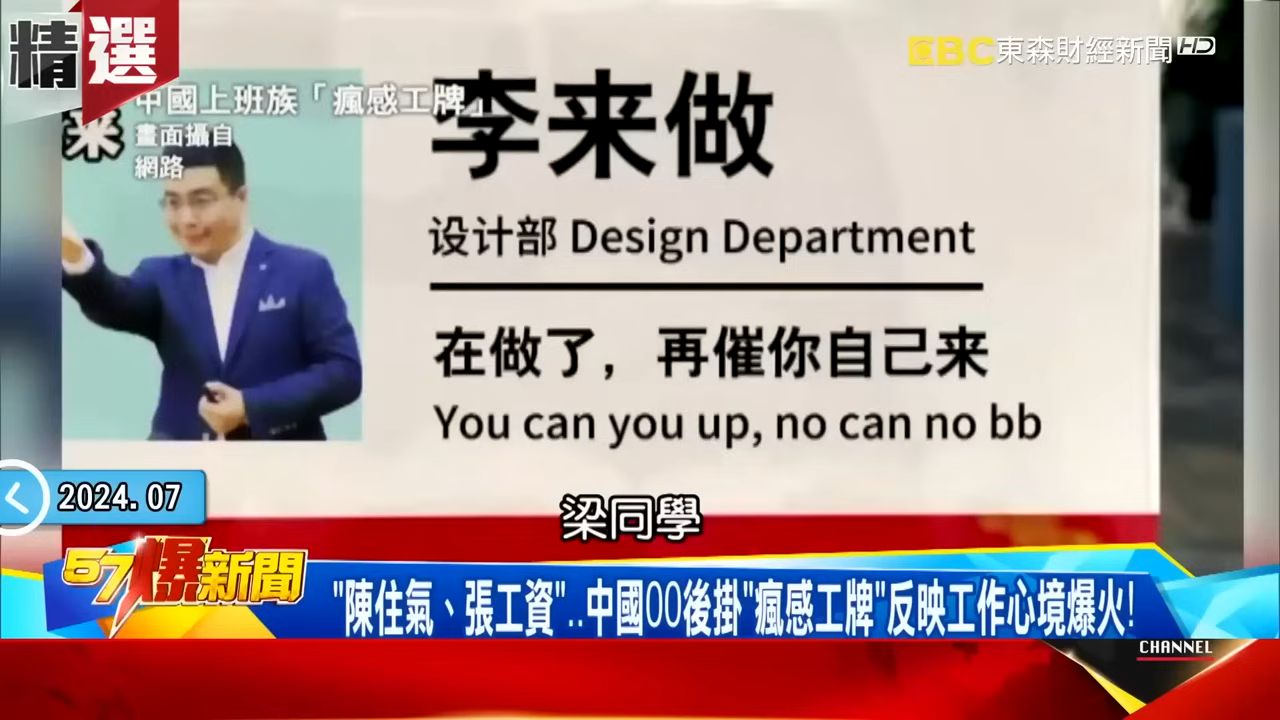 精選
EBC東森財經新聞HD
中國上班族「瘋感工牌」
畫面攝自
網路
来
李来做
设计部 Design Department
在做了，再催你自己来
You can you up, no can no bb
2024.07
梁同學
57爆新聞
"陳住氣、張工資"..中國00後掛"瘋感工牌"反映工作心境爆火!
CHANNEL